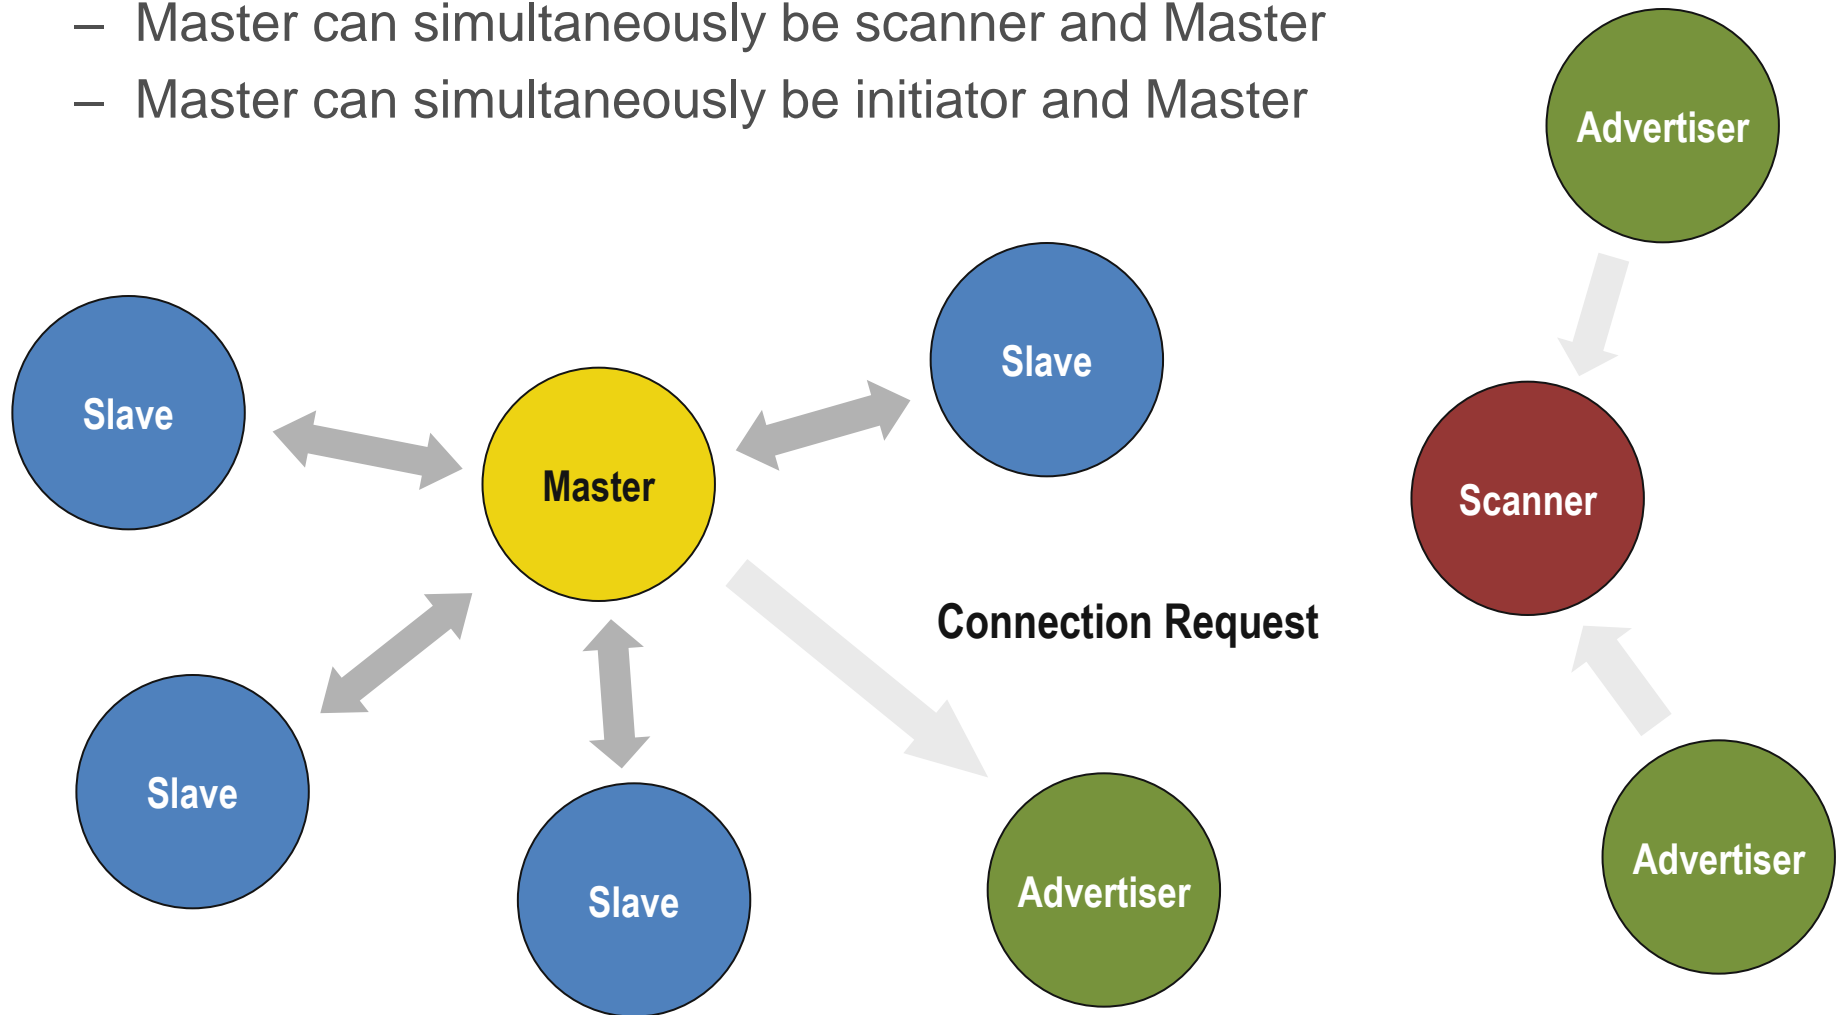 – Master can simultaneously be scanner and Master
– Master can simultaneously be initiator and Master
Advertiser
Slave
Slave
Master
Scanner
Connection Request
Slave
Slave
Advertiser
Advertiser